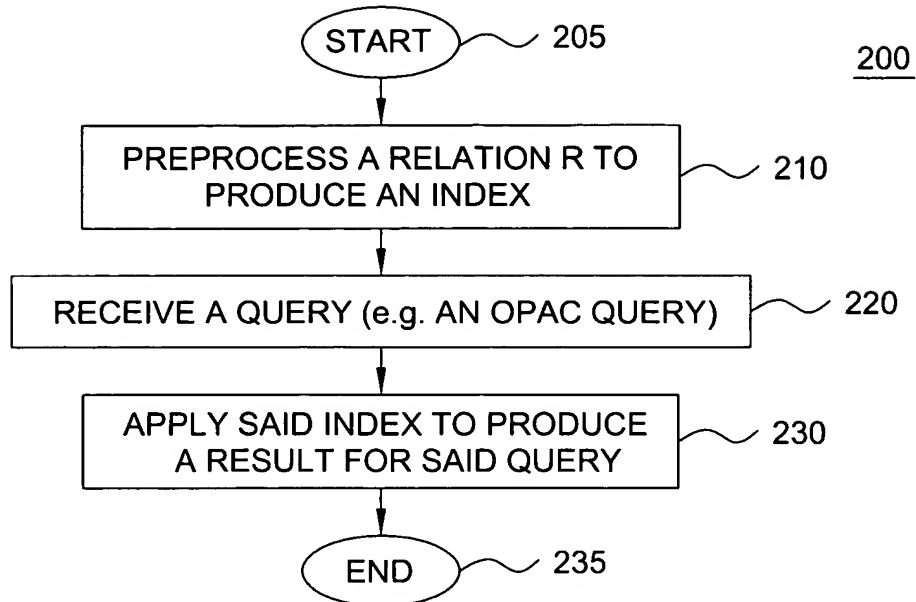 START
205
200
PREPROCESS A RELATION R TO
PRODUCE AN INDEX
210
RECEIVE A QUERY (e.g. AN OPAC QUERY)
220
APPLY SAID INDEX TO PRODUCE
A RESULT FOR SAID QUERY
230
END
235